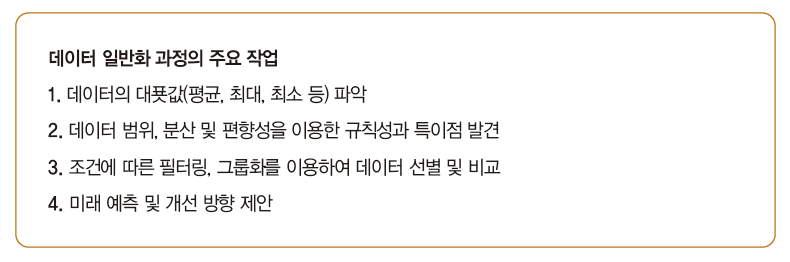 데이터 일반화 과정의 주요 작업
1. 데이터의 대푯값(평균, 최대, 최소 등) 파악
2. 데이터 범위, 분산 및 편향성을 이용한 규칙성과 특이점 발견
3. 조건에 따른 필터링, 그룹화를 이용하여 데이터 선별 및 비교
4. 미래 예측 및 개선 방향 제안